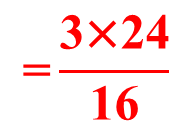 = 3×24
16